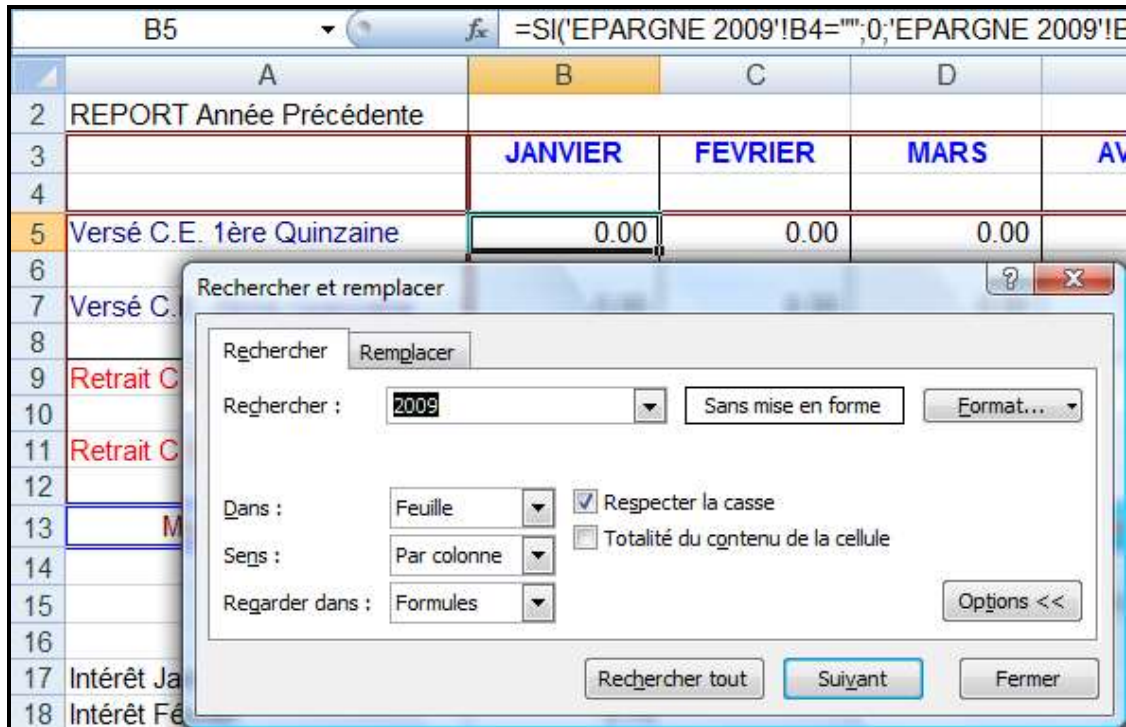 B5 fx =SI('EPARGNE 2009'!B4="";0;'EPARGNE 2009'!B
A B C D
2 REPORT Année Précédente
3 JANVIER FEVRIER MARS AV
4
5 Versé C.E. 1ère Quinzaine 0.00 0.00 0.00
6
Rechercher et remplacer
7 Versé C.
8
Rechercher Remplacer
9 Retrait C
Rechercher : 2009 Sans mise en forme Format...
10
11 Retrait C
12
Dans : Feuille Respecter la casse
13 M
Totalité du contenu de la cellule
Sens : Par colonne
14
15
Regarder dans : Formules Options <<
16
17 Intérêt Ja
Rechercher tout Suivant Fermer
18 Intérêt Fé